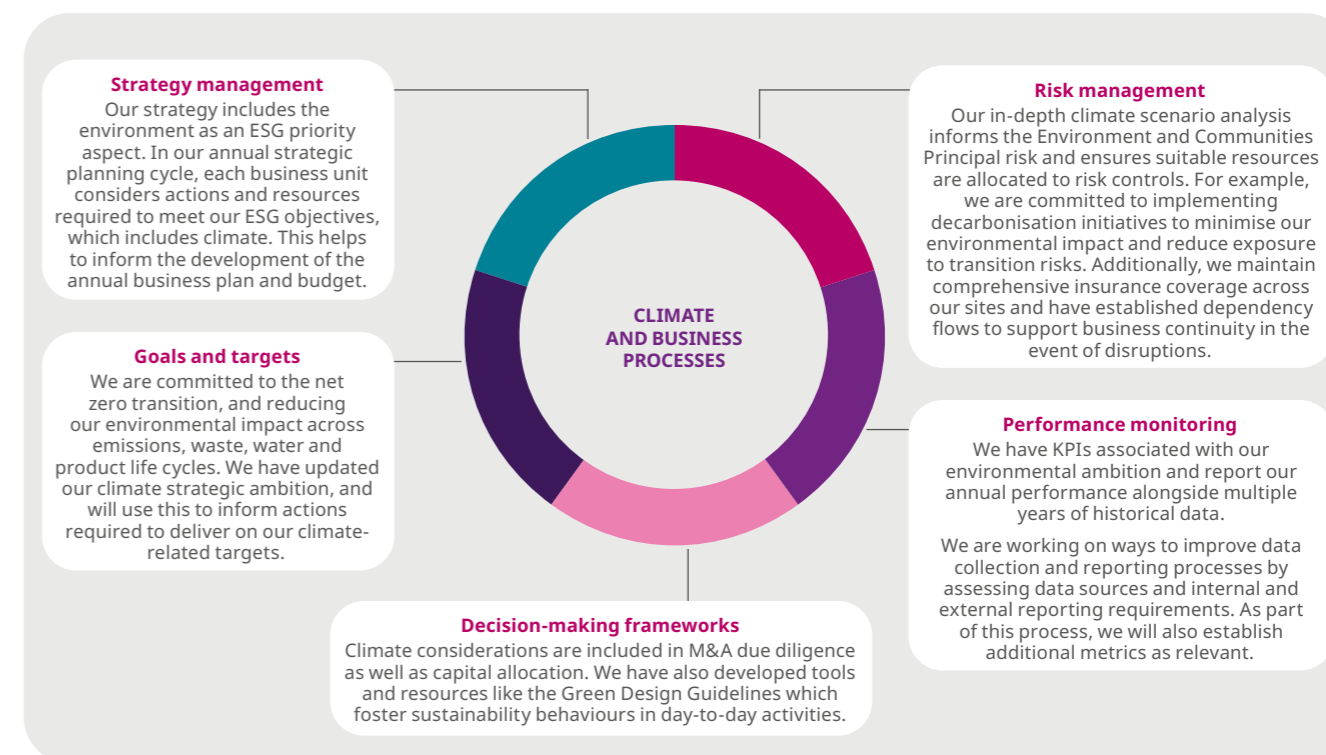 Strategy management
Our strategy includes the
environment as an ESG priority
aspect. In our annual strategic
planning cycle, each business unit
considers actions and resources
required to meet our ESG objectives,
which includes climate. This helps
to inform the development of the
annual business plan and budget.
Goals and targets
We are committed to the net
zero transition, and reducing
our environmental impact across
emissions, waste, water and
product life cycles. We have updated
our climate strategic ambition, and
will use this to inform actions
required to deliver on our climate-
related targets.
CLIMATE
AND BUSINESS
PROCESSES
Risk management
Our in-depth climate scenario analysis
informs the Environment and Communities
Principal risk and ensures suitable resources
are allocated to risk controls. For example,
we are committed to implementing
decarbonisation initiatives to minimise our
environmental impact and reduce exposure
to transition risks. Additionally, we maintain
comprehensive insurance coverage across
our sites and have established dependency
flows to support business continuity in the
event of disruptions.
Performance monitoring
We have KPIs associated with our
environmental ambition and report our
annual performance alongside multiple
years of historical data.
We are working on ways to improve data
collection and reporting processes by
assessing data sources and internal and
external reporting requirements. As part
of this process, we will also establish
additional metrics as relevant.
Decision-making frameworks
Climate considerations are included in M&A due diligence
as well as capital allocation. We have also developed tools
and resources like the Green Design Guidelines which
foster sustainability behaviours in day-to-day activities.